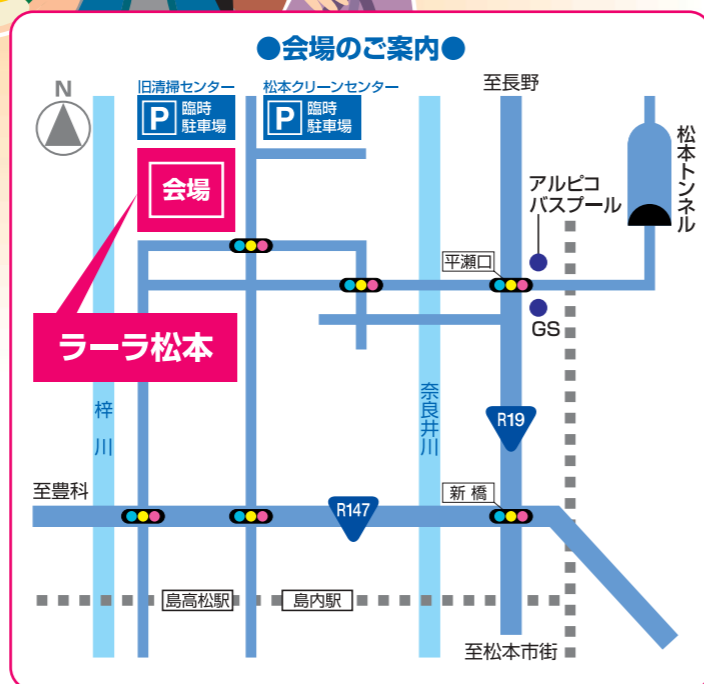 ●会場のご案内●
N
旧清掃センター
P 臨時
駐車場
松本クリーンセンター
P 臨時
駐車場
至長野
松本トンネル
アルピコ
バスプール
会場
平瀬口
GS
ラーラ松本
梓川
奈良井川
R19
至豊科
R147
新橋
島高松駅
島内駅
至松本市街